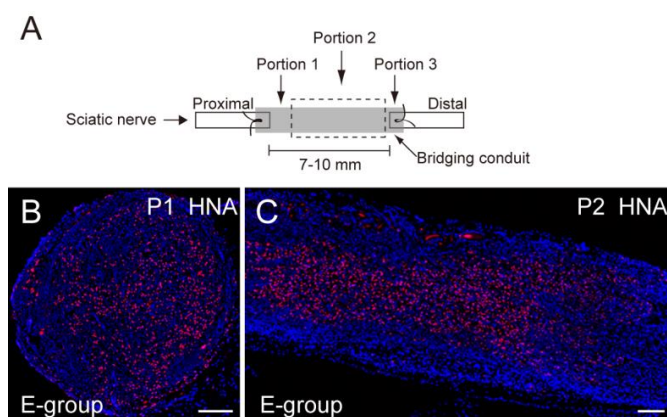 A
Portion 2
Portion 1
Portion 3
Proximal
Distal
Sciatic nerve
Bridging conduit
7-10 mm
B
P1 HNA
E-group
C
P2 HNA
E-group